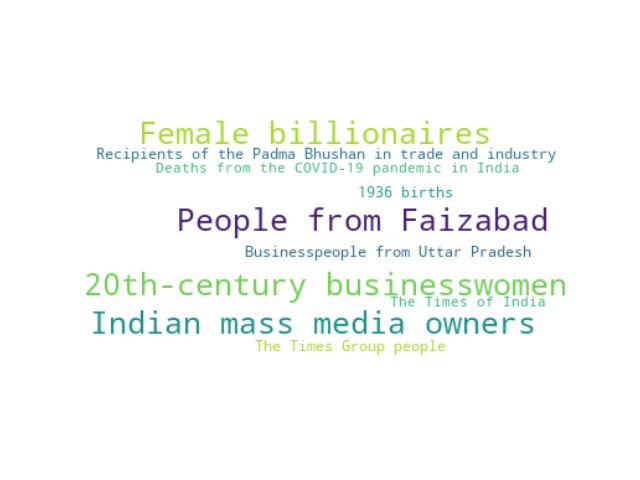 Female billionaires
Recipients of the Padma Bhushan in trade and industry
Deaths from the COVID-19 pandemic in India
1936 births
People from Faizabad
Businesspeople from Uttar Pradesh
20th-century businesswomen
The Times of India
Indian mass media owners
The Times Group people